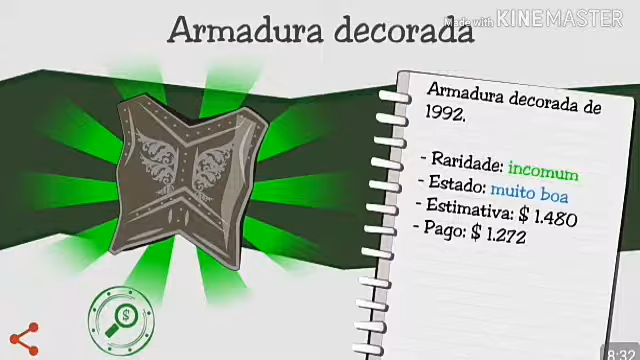 Made with KINEMASTER
Armadura decorada
Armadura decorada de
1992.
- Raridade: incomum
- Estado: muito boa
- Estimativa: $ 1.480
- Pago: $ 1.272
$
8:32